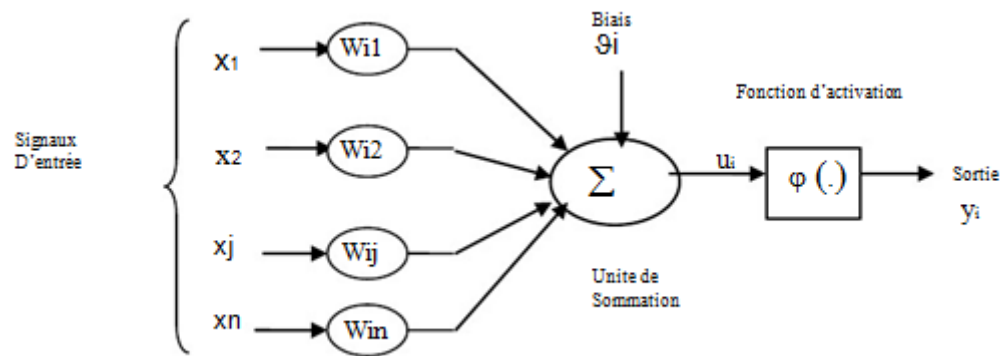 Biais
ϑi
x1
Wi1
Fonction d'activation
Signaux
D'entrée
x2
Wi2
Σ
ui
φ (.)
Sortie
yi
xj
Wij
Unite de
Sommation
xn
Win